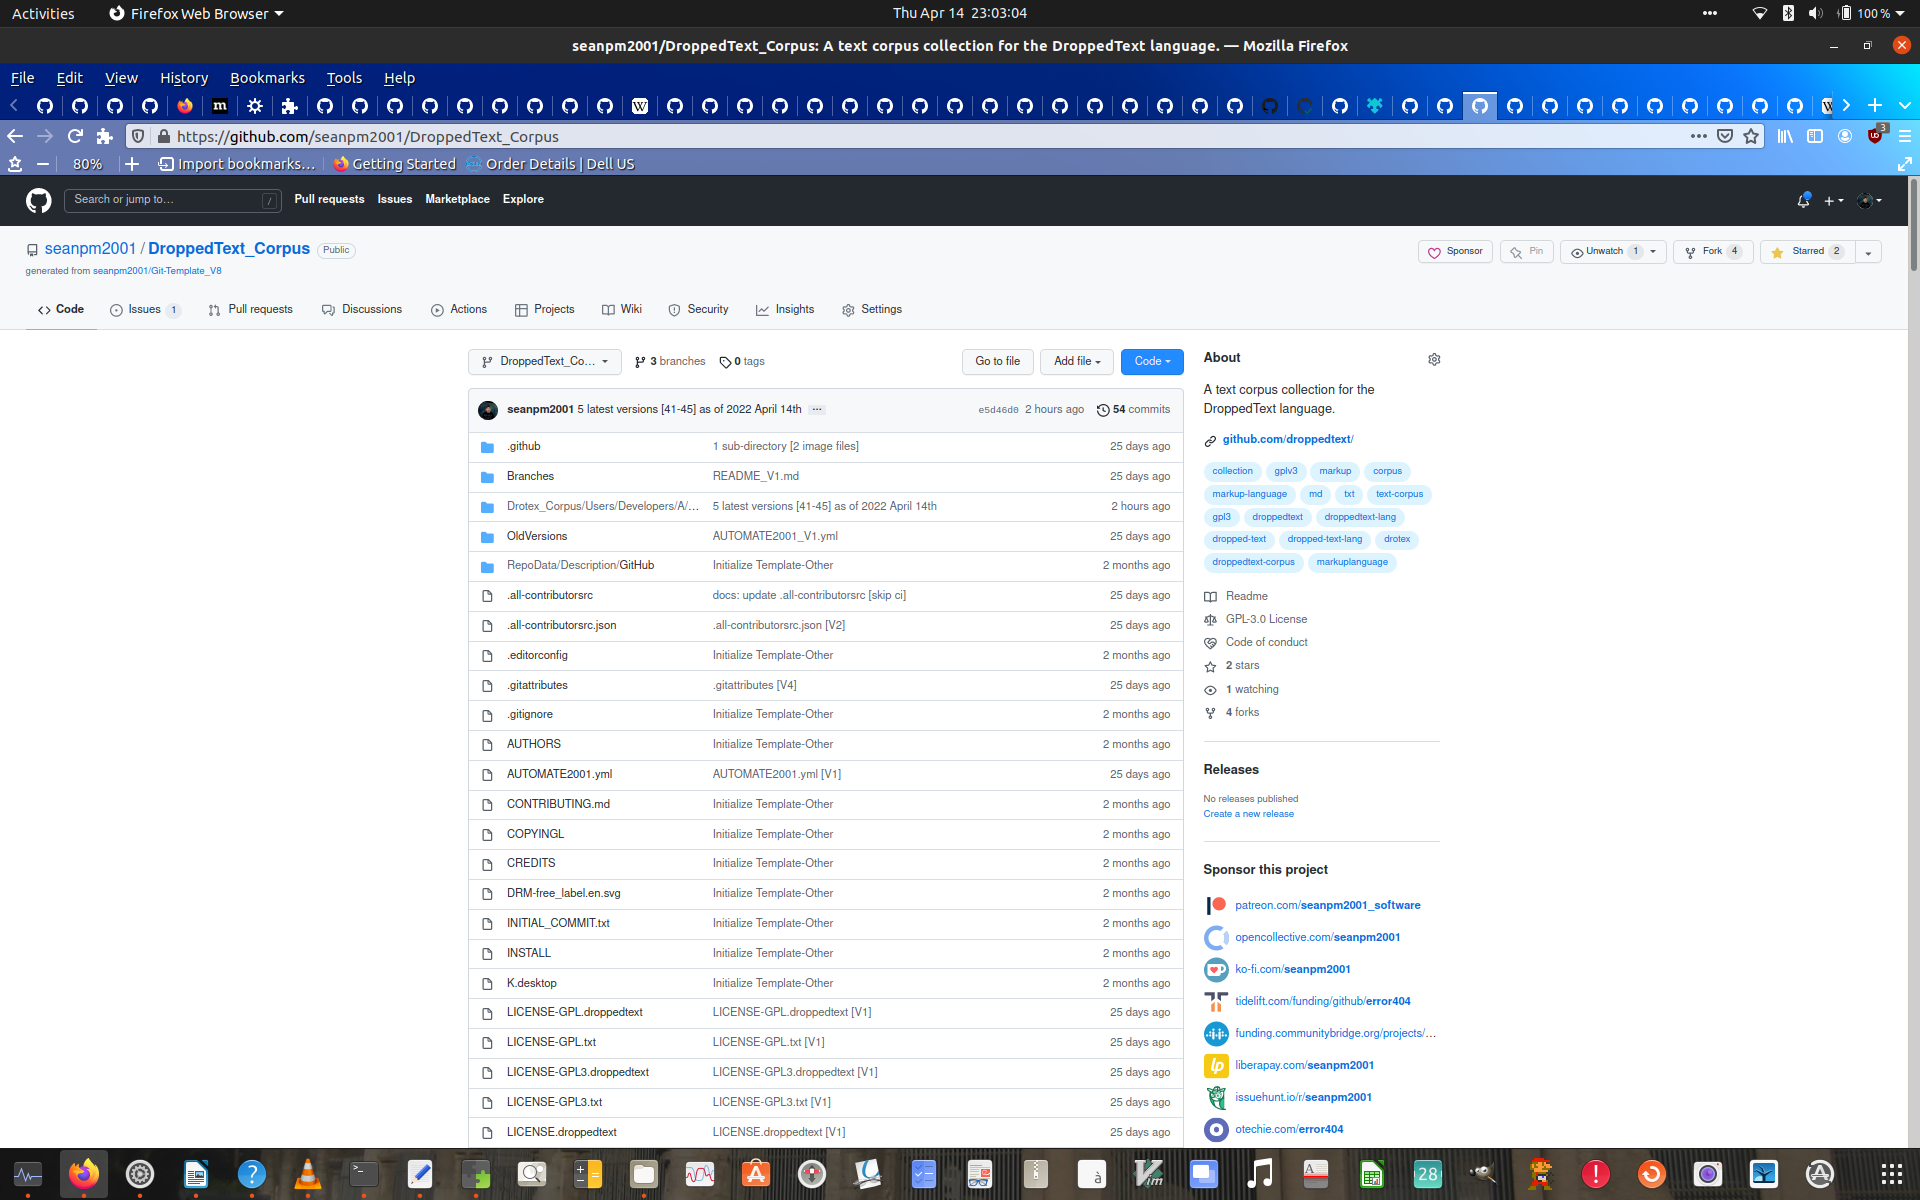 Activities Firefox Web Browser Thu Apr 14 23:03:04 100 %
seanpm2001/DroppedText_Corpus: A text corpus collection for the DroppedText language. — Mozilla Firefox
File Edit View History Bookmarks Tools Help
https://github.com/seanpm2001/DroppedText_Corpus 3
80% Import bookmarks… Getting Started Order Details | Dell US
Search or jump to… / Pull requests Issues Marketplace Explore
seanpm2001 / DroppedText_Corpus Public Sponsor Pin Unwatch 1 Fork 4 Starred 2
generated from seanpm2001/Git-Template_V8
Code Issues 1 Pull requests Discussions Actions Projects Wiki Security Insights Settings
DroppedText_Co… 3 branches 0 tags Go to file Add file Code
seanpm2001 5 latest versions [41-45] as of 2022 April 14th ... e5d46d0 2 hours ago 54 commits
.github 1 sub-directory [2 image files] 25 days ago
Branches README_V1.md 25 days ago
Drotex_Corpus/Users/Developers/A/… 5 latest versions [41-45] as of 2022 April 14th 2 hours ago
OldVersions AUTOMATE2001_V1.yml 25 days ago
RepoData/Description/GitHub Initialize Template-Other 2 months ago
.all-contributorsrc docs: update .all-contributorsrc [skip ci] 25 days ago
.all-contributorsrc.json .all-contributorsrc.json [V2] 25 days ago
.editorconfig Initialize Template-Other 2 months ago
.gitattributes .gitattributes [V4] 25 days ago
.gitignore Initialize Template-Other 2 months ago
AUTHORS Initialize Template-Other 2 months ago
AUTOMATE2001.yml AUTOMATE2001.yml [V1] 25 days ago
CONTRIBUTING.md Initialize Template-Other 2 months ago
COPYINGL Initialize Template-Other 2 months ago
CREDITS Initialize Template-Other 2 months ago
DRM-free_label.en.svg Initialize Template-Other 2 months ago
INITIAL_COMMIT.txt Initialize Template-Other 2 months ago
INSTALL Initialize Template-Other 2 months ago
K.desktop Initialize Template-Other 2 months ago
LICENSE-GPL.droppedtext LICENSE-GPL.droppedtext [V1] 25 days ago
LICENSE-GPL.txt LICENSE-GPL.txt [V1] 25 days ago
LICENSE-GPL3.droppedtext LICENSE-GPL3.droppedtext [V1] 25 days ago
LICENSE-GPL3.txt LICENSE-GPL3.txt [V1] 25 days ago
LICENSE.droppedtext LICENSE.droppedtext [V1] 25 days ago
About
A text corpus collection for the
DroppedText language.
github.com/droppedtext/
collection gplv3 markup corpus
markup-language md txt text-corpus
gpl3 droppedtext droppedtext-lang
dropped-text dropped-text-lang drotex
droppedtext-corpus markuplanguage
Readme
GPL-3.0 License
Code of conduct
2 stars
1 watching
4 forks
Releases
No releases published
Create a new release
Sponsor this project
patreon.com/seanpm2001_software
opencollective.com/seanpm2001
ko-fi.com/seanpm2001
tidelift.com/funding/github/error404
funding.communitybridge.org/projects/…
liberapay.com/seanpm2001
issuehunt.io/r/seanpm2001
otechie.com/error404
28